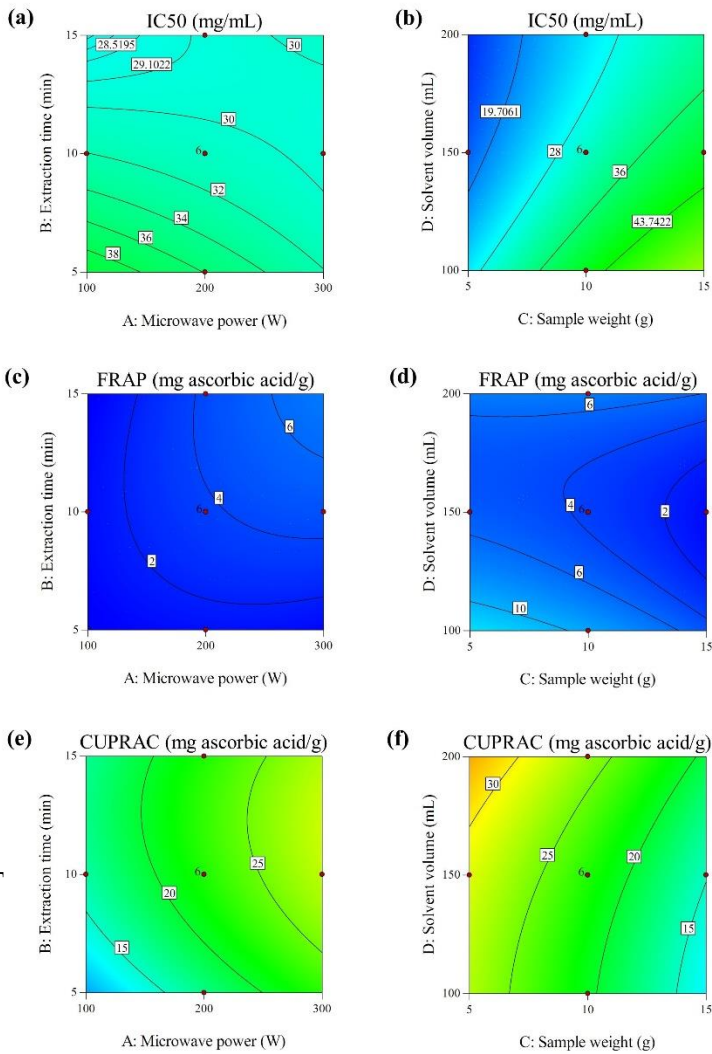 (a)
IC50 (mg/mL)
15
28.5195
29.1022
30
30
B: Extraction time (min)
10
6
32
34
36
38
5
100
200
300
A: Microwave power (W)
(b)
IC50 (mg/mL)
200
19.7061
D: Solvent volume (mL)
150
28
6
36
43.7422
100
5
10
15
C: Sample weight (g)
(c)
FRAP (mg ascorbic acid/g)
15
6
B: Extraction time (min)
10
6
4
2
5
100
200
300
A: Microwave power (W)
(d)
FRAP (mg ascorbic acid/g)
200
6
D: Solvent volume (mL)
150
4
6
2
6
10
100
5
10
15
C: Sample weight (g)
(e)
CUPRAC (mg ascorbic acid/g)
15
B: Extraction time (min)
10
6
25
20
15
5
100
200
300
A: Microwave power (W)
(f)
CUPRAC (mg ascorbic acid/g)
200
30
D: Solvent volume (mL)
150
25
6
20
15
100
5
10
15
C: Sample weight (g)